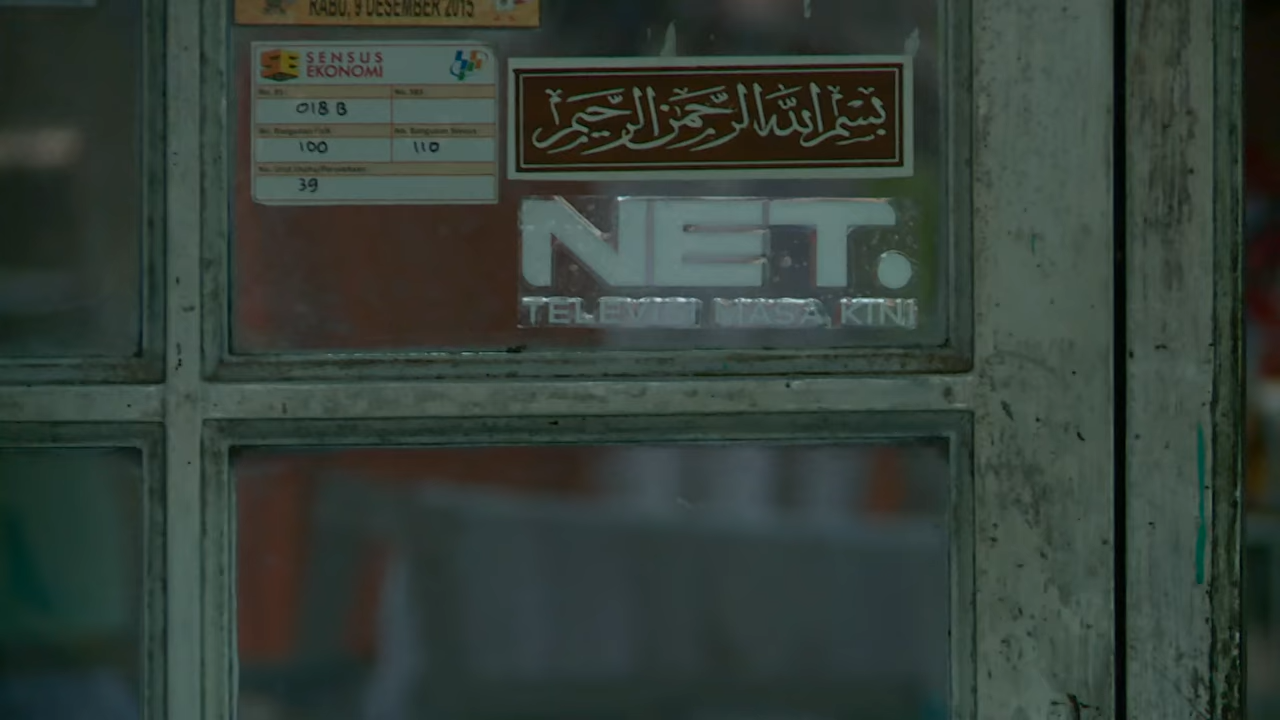 RABU, 9 DESEMBER 2015
SENSUS
EKONOMI
018 B
100 110
39
بسم الله الرحمن الرحيم
NET.
TELEVISI MASA KINI